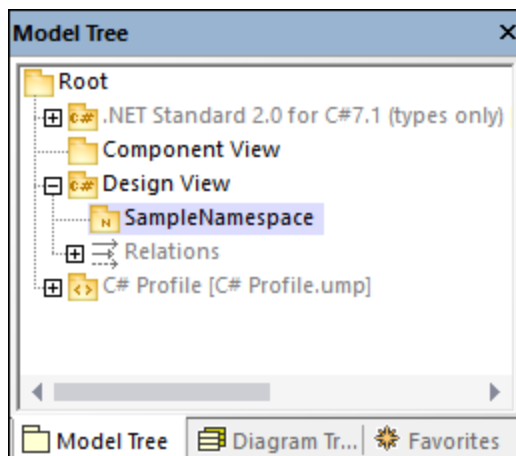 Model Tree
Root
.NET Standard 2.0 for C#7.1 (types only)
Component View
Design View
SampleNamespace
Relations
C# Profile [C# Profile.ump]
Model Tree Diagram Tr... Favorites